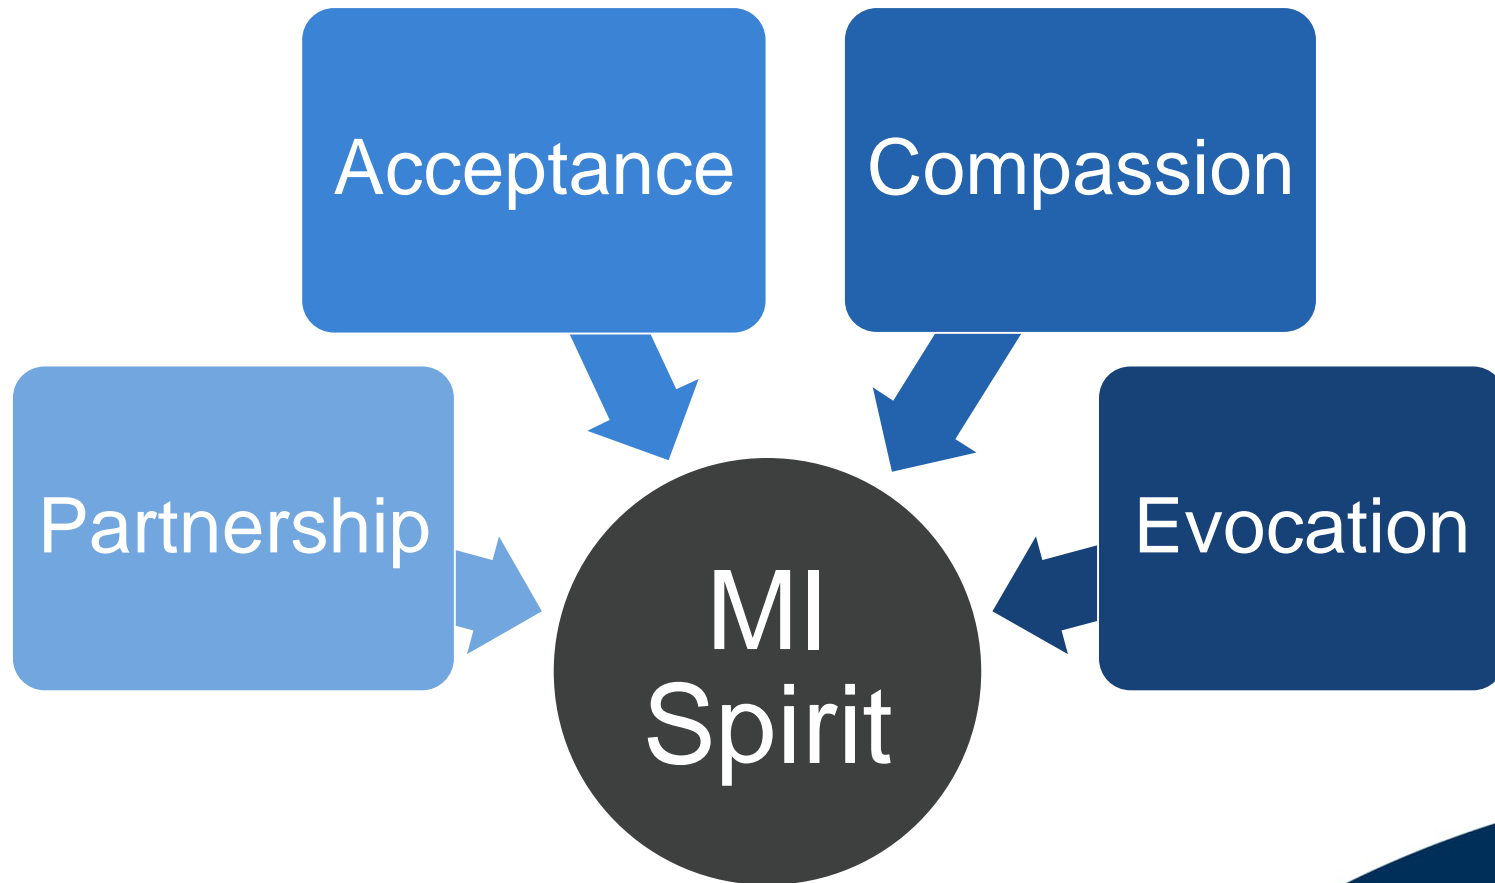 Acceptance
Compassion
Partnership
Evocation
MI
Spirit